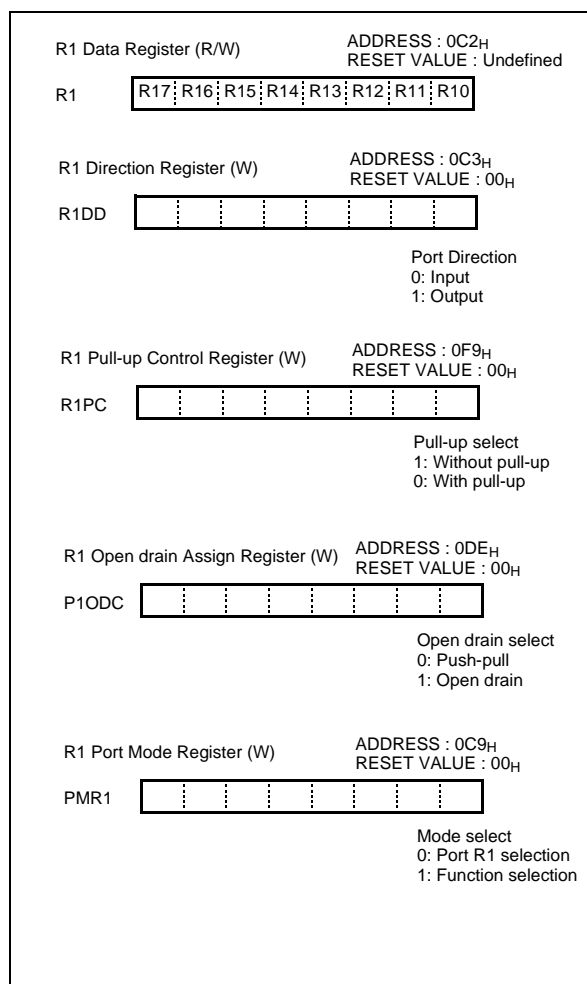 R1 Data Register (R/W)
ADDRESS : 0C2H
RESET VALUE : Undefined
R1
R17 R16 R15 R14 R13 R12 R11 R10
R1 Direction Register (W)
ADDRESS : 0C3H
RESET VALUE : 00H
R1DD
Port Direction
0: Input
1: Output
R1 Pull-up Control Register (W)
ADDRESS : 0F9H
RESET VALUE : 00H
R1PC
Pull-up select
1: Without pull-up
0: With pull-up
R1 Open drain Assign Register (W)
ADDRESS : 0DEH
RESET VALUE : 00H
P1ODC
Open drain select
0: Push-pull
1: Open drain
R1 Port Mode Register (W)
ADDRESS : 0C9H
RESET VALUE : 00H
PMR1
Mode select
0: Port R1 selection
1: Function selection